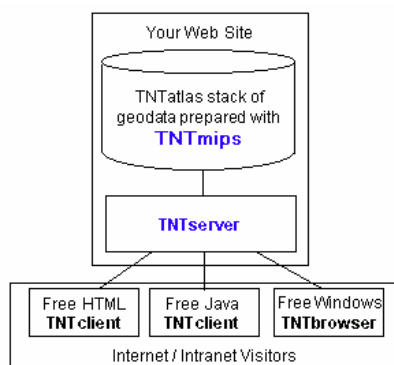 Your Web Site
TNTatlas stack of
geodata prepared with
TNTmips
TNTserver
Free HTML
TNTclient
Free Java
TNTclient
Free Windows
TNTbrowser
Internet / Intranet Visitors